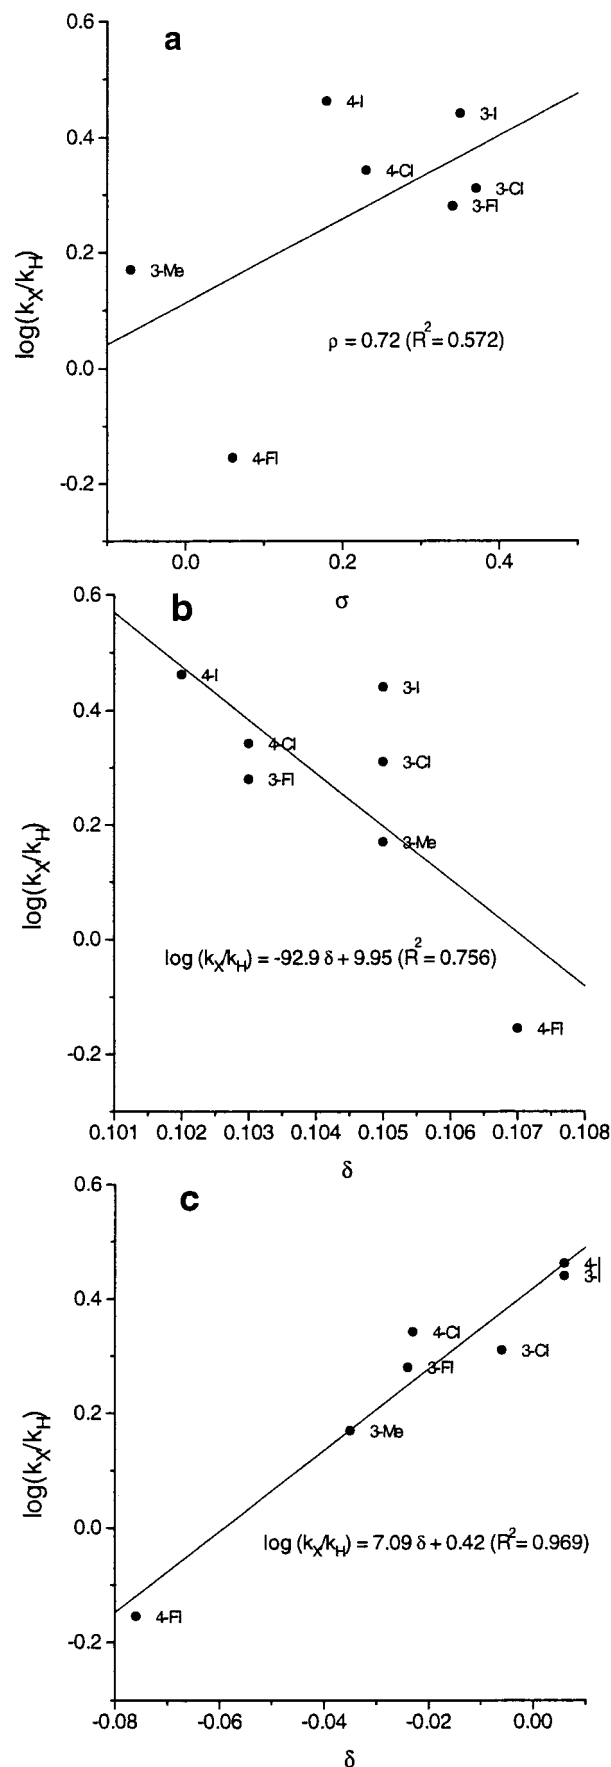 0.6
a
4-I
3-I
0.4
4-Cl
3-Cl
3-Fl
log(kX/kH)
0.2
3-Me
ρ = 0.72 (R2 = 0.572)
0.0
4-Fl
-0.2
0.0 0.2 0.4
σ
0.6
b
4-I
3-I
0.4
4-Cl
3-Cl
3-Fl
log(kX/kH)
0.2
3-Me
log (kX/kH) = -92.9 δ + 9.95 (R2 = 0.756)
0.0
4-Fl
-0.2
0.101 0.102 0.103 0.104 0.105 0.106 0.107 0.108
δ
0.6
c
4-I
3-I
0.4
4-Cl
3-Cl
3-Fl
log(kX/kH)
0.2
3-Me
log (kX/kH) = 7.09 δ + 0.42 (R2 = 0.969)
0.0
4-Fl
-0.2
-0.08 -0.06 -0.04 -0.02 0.00
δ